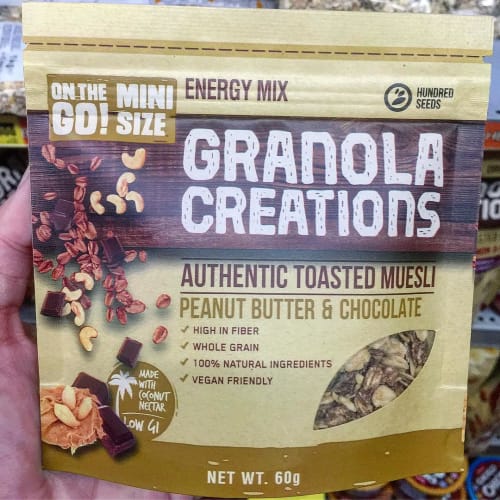 ON.THE GO!
MINI SIZE
ENERGY MIX
HUNDRED
SEEDS
GRANOLA
CREATIONS
AUTHENTIC TOASTED MUESLI
PEANUT BUTTER & CHOCOLATE
✓ HIGH IN FIBER
✓ WHOLE GRAIN
✓ 100% NATURAL INGREDIENTS
✓ VEGAN FRIENDLY
MADE
WITH
COCONUT
NECTAR
LOW GI
NET WT. 60g